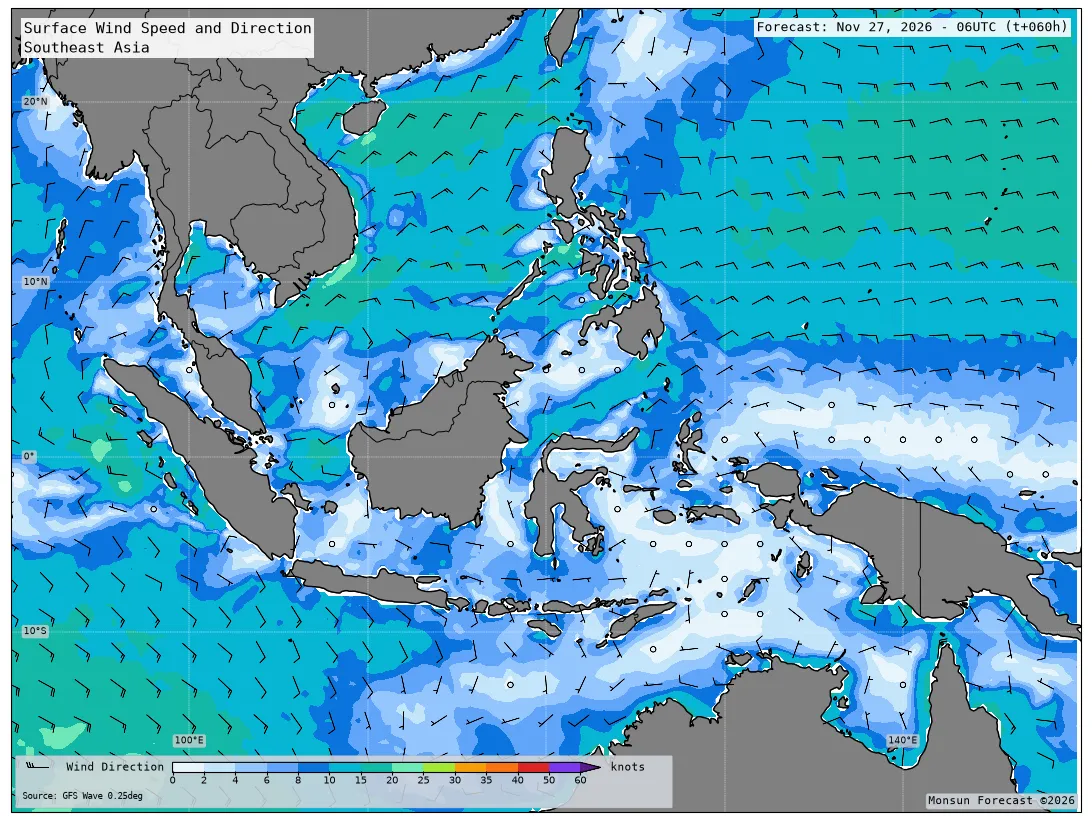 Surface Wind Speed and Direction
Southeast Asia
Forecast: Nov 27, 2026 - 06UTC (t+060h)
20°N
10°N
0°
10°S
100°E
140°E
Wind Direction
0 2 4 6 8 10 15 20 25 30 35 40 50 60
knots
Source: GFS Wave 0.25deg
Monsun Forecast ©2026